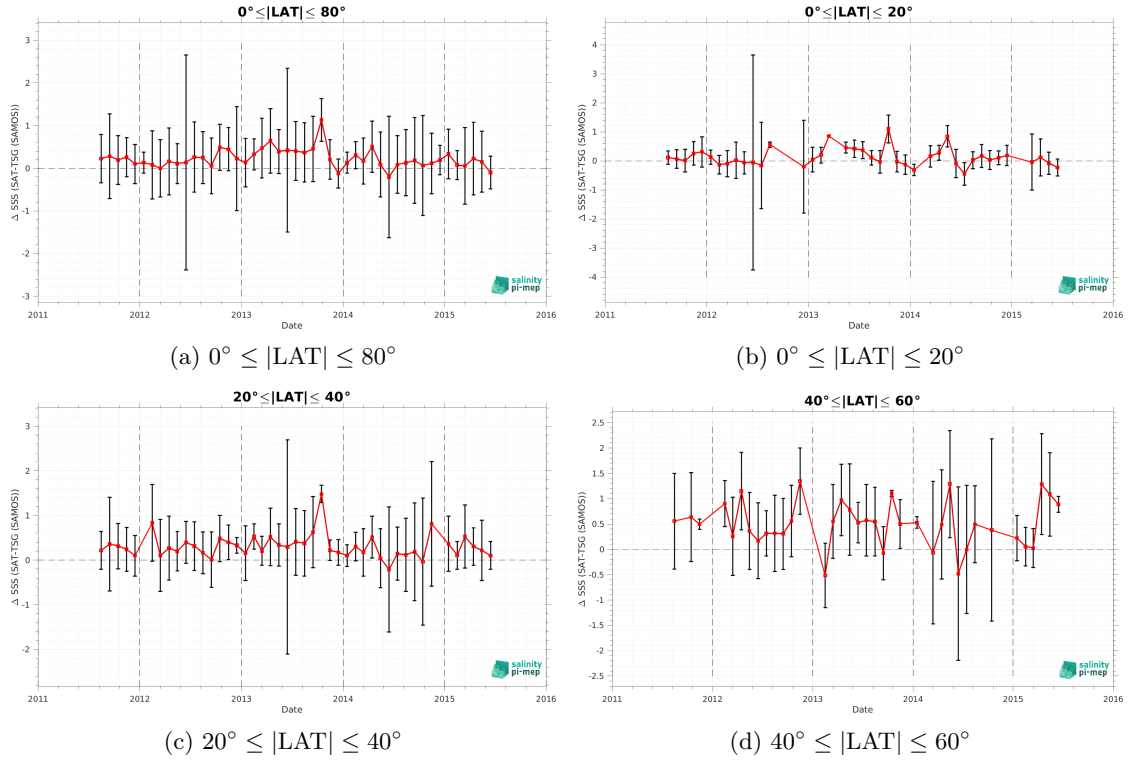 0°≤|LAT|≤ 80°
Δ SSS (SAT-TSG (SAMOS))
3
2
1
0
-1
-2
-3
2011 2012 2013 2014 2015 2016
Date
salinity
pi-mep
(a) 0° ≤ |LAT| ≤ 80°
0°≤|LAT|≤ 20°
Δ SSS (SAT-TSG (SAMOS))
4
3
2
1
0
-1
-2
-3
-4
2011 2012 2013 2014 2015 2016
Date
salinity
pi-mep
(b) 0° ≤ |LAT| ≤ 20°
20°≤|LAT|≤ 40°
Δ SSS (SAT-TSG (SAMOS))
3
2
1
0
-1
-2
2011 2012 2013 2014 2015 2016
Date
salinity
pi-mep
(c) 20° ≤ |LAT| ≤ 40°
40°≤|LAT|≤ 60°
Δ SSS (SAT-TSG (SAMOS))
2.5
2
1.5
1
0.5
0
-0.5
-1
-1.5
-2
-2.5
2011 2012 2013 2014 2015 2016
Date
salinity
pi-mep
(d) 40° ≤ |LAT| ≤ 60°